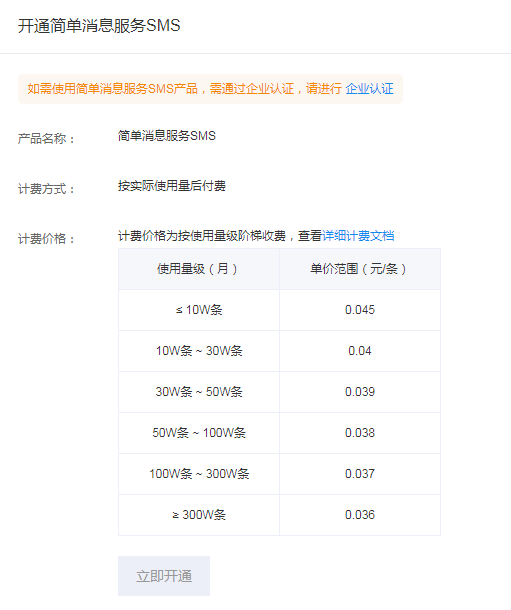 开通简单消息服务SMS
如需使用简单消息服务SMS产品，需通过企业认证，请进行 企业认证
产品名称： 简单消息服务SMS
计费方式： 按实际使用量后付费
计费价格： 计费价格为按使用量级阶梯收费，查看详细计费文档
使用量级（月） 单价范围（元/条）
≤ 10W条 0.045
10W条 ~ 30W条 0.04
30W条 ~ 50W条 0.039
50W条 ~ 100W条 0.038
100W条 ~ 300W条 0.037
≥ 300W条 0.036
立即开通